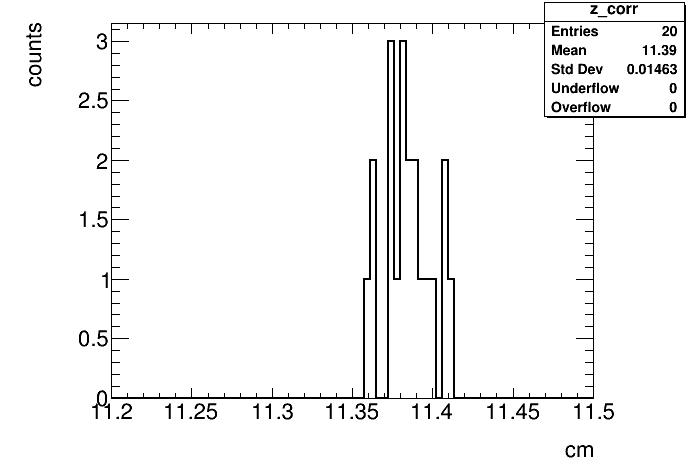 z_corr
Entries 20
Mean 11.39
Std Dev 0.01463
Underflow 0
Overflow 0
counts
3
2.5
2
1.5
1
0.5
0
11.2 11.25 11.3 11.35 11.4 11.45 11.5
cm